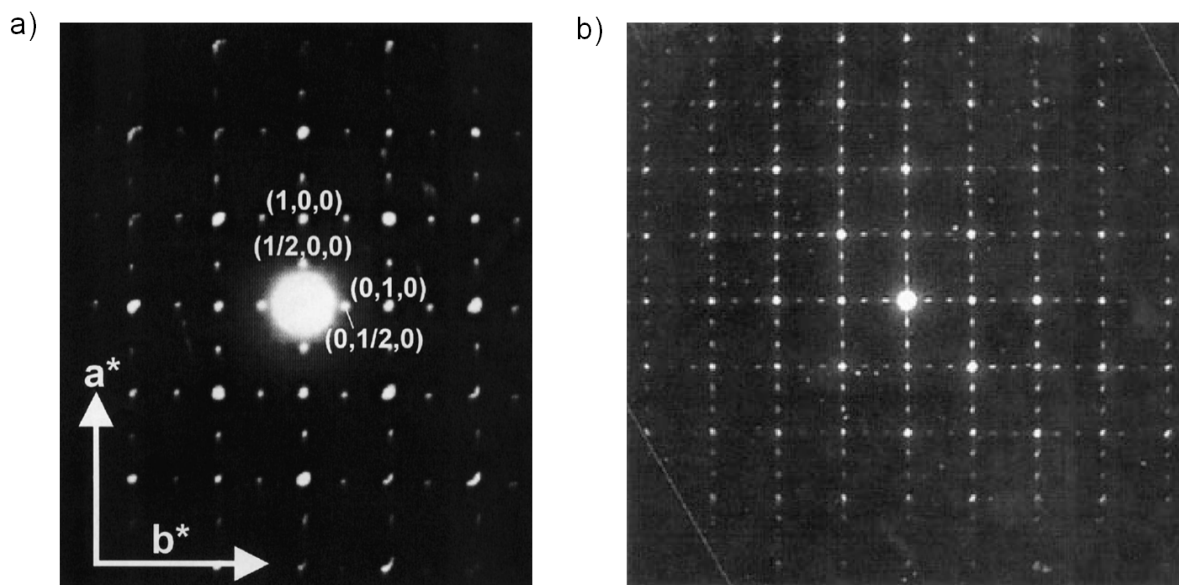 a)
b)
(1,0,0)
(1/2,0,0)
(0,1,0)
(0,1/2,0)
a*
b*